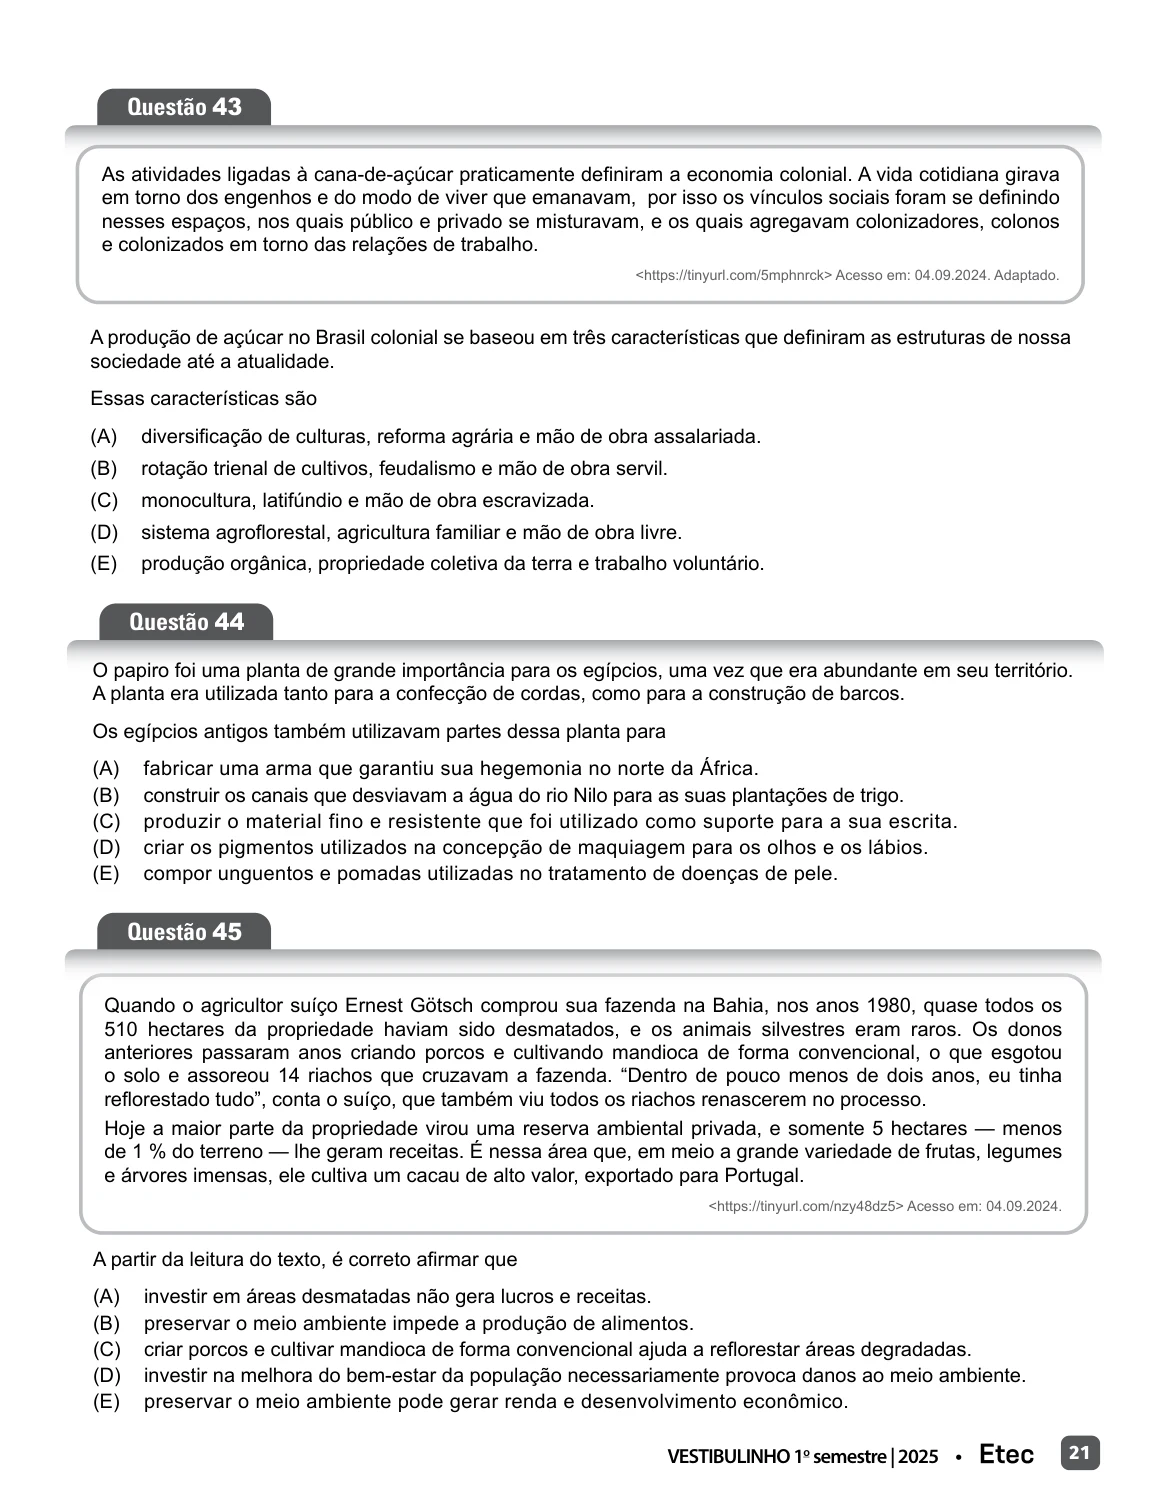 Questão 43
As atividades ligadas à cana-de-açúcar praticamente definiram a economia colonial. A vida cotidiana girava
em torno dos engenhos e do modo de viver que emanavam, por isso os vínculos sociais foram se definindo
nesses espaços, nos quais público e privado se misturavam, e os quais agregavam colonizadores, colonos
e colonizados em torno das relações de trabalho.
<https://tinyurl.com/5mphnrck> Acesso em: 04.09.2024. Adaptado.
A produção de açúcar no Brasil colonial se baseou em três características que definiram as estruturas de nossa
sociedade até a atualidade.
Essas características são
(A) diversificação de culturas, reforma agrária e mão de obra assalariada.
(B) rotação trienal de cultivos, feudalismo e mão de obra servil.
(C) monocultura, latifúndio e mão de obra escravizada.
(D) sistema agroflorestal, agricultura familiar e mão de obra livre.
(E) produção orgânica, propriedade coletiva da terra e trabalho voluntário.
Questão 44
O papiro foi uma planta de grande importância para os egípcios, uma vez que era abundante em seu território.
A planta era utilizada tanto para a confecção de cordas, como para a construção de barcos.
Os egípcios antigos também utilizavam partes dessa planta para
(A) fabricar uma arma que garantiu sua hegemonia no norte da África.
(B) construir os canais que desviavam a água do rio Nilo para as suas plantações de trigo.
(C) produzir o material fino e resistente que foi utilizado como suporte para a sua escrita.
(D) criar os pigmentos utilizados na concepção de maquiagem para os olhos e os lábios.
(E) compor unguentos e pomadas utilizadas no tratamento de doenças de pele.
Questão 45
Quando o agricultor suíço Ernest Götsch comprou sua fazenda na Bahia, nos anos 1980, quase todos os
510 hectares da propriedade haviam sido desmatados, e os animais silvestres eram raros. Os donos
anteriores passaram anos criando porcos e cultivando mandioca de forma convencional, o que esgotou
o solo e assoreou 14 riachos que cruzavam a fazenda. “Dentro de pouco menos de dois anos, eu tinha
reflorestado tudo”, conta o suíço, que também viu todos os riachos renascerem no processo.
Hoje a maior parte da propriedade virou uma reserva ambiental privada, e somente 5 hectares — menos
de 1 % do terreno — lhe geram receitas. É nessa área que, em meio a grande variedade de frutas, legumes
e árvores imensas, ele cultiva um cacau de alto valor, exportado para Portugal.
<https://tinyurl.com/nzy48dz5> Acesso em: 04.09.2024.
A partir da leitura do texto, é correto afirmar que
(A) investir em áreas desmatadas não gera lucros e receitas.
(B) preservar o meio ambiente impede a produção de alimentos.
(C) criar porcos e cultivar mandioca de forma convencional ajuda a reflorestar áreas degradadas.
(D) investir na melhora do bem-estar da população necessariamente provoca danos ao meio ambiente.
(E) preservar o meio ambiente pode gerar renda e desenvolvimento econômico.
VESTIBULINHO 1º semestre | 2025 • Etec 21